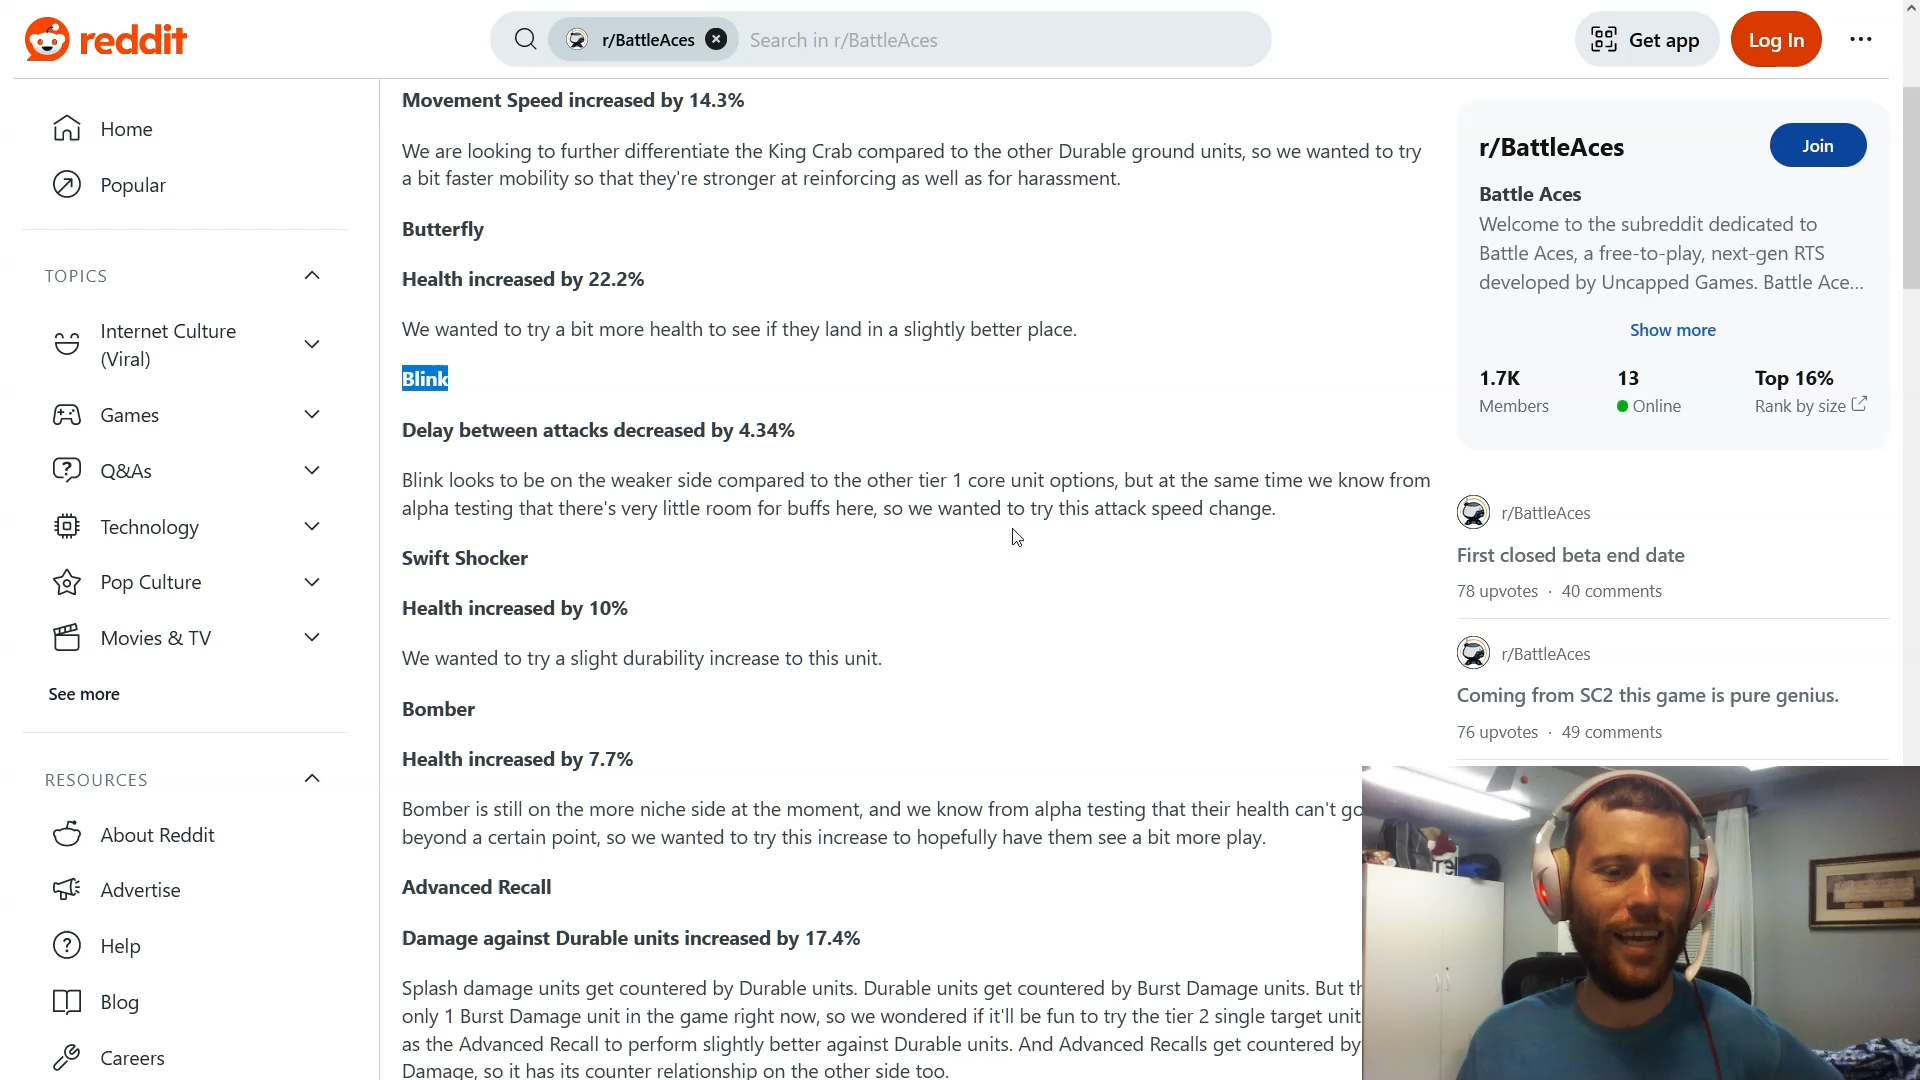 reddit
r/BattleAces
Search in r/BattleAces
Get app
Log In
Home
Popular
TOPICS
Internet Culture
(Viral)
Games
Q&As
Technology
Pop Culture
Movies & TV
See more
RESOURCES
About Reddit
Advertise
Help
Blog
Careers
Movement Speed increased by 14.3%
We are looking to further differentiate the King Crab compared to the other Durable ground units, so we wanted to try
a bit faster mobility so that they're stronger at reinforcing as well as for harassment.
Butterfly
Health increased by 22.2%
We wanted to try a bit more health to see if they land in a slightly better place.
Blink
Delay between attacks decreased by 4.34%
Blink looks to be on the weaker side compared to the other tier 1 core unit options, but at the same time we know from
alpha testing that there's very little room for buffs here, so we wanted to try this attack speed change.
Swift Shocker
Health increased by 10%
We wanted to try a slight durability increase to this unit.
Bomber
Health increased by 7.7%
Bomber is still on the more niche side at the moment, and we know from alpha testing that their health can't go
beyond a certain point, so we wanted to try this increase to hopefully have them see a bit more play.
Advanced Recall
Damage against Durable units increased by 17.4%
Splash damage units get countered by Durable units. Durable units get countered by Burst Damage units. But
only 1 Burst Damage unit in the game right now, so we wondered if it'll be fun to try the tier 2 single target unit
as the Advanced Recall to perform slightly better against Durable units. And Advanced Recalls get countered by
Damage, so it has its counter relationship on the other side too.
r/BattleAces
Join
Battle Aces
Welcome to the subreddit dedicated to
Battle Aces, a free-to-play, next-gen RTS
developed by Uncapped Games. Battle Ace...
Show more
1.7K
Members
13
Online
Top 16%
Rank by size
r/BattleAces
First closed beta end date
78 upvotes · 40 comments
r/BattleAces
Coming from SC2 this game is pure genius.
76 upvotes · 49 comments